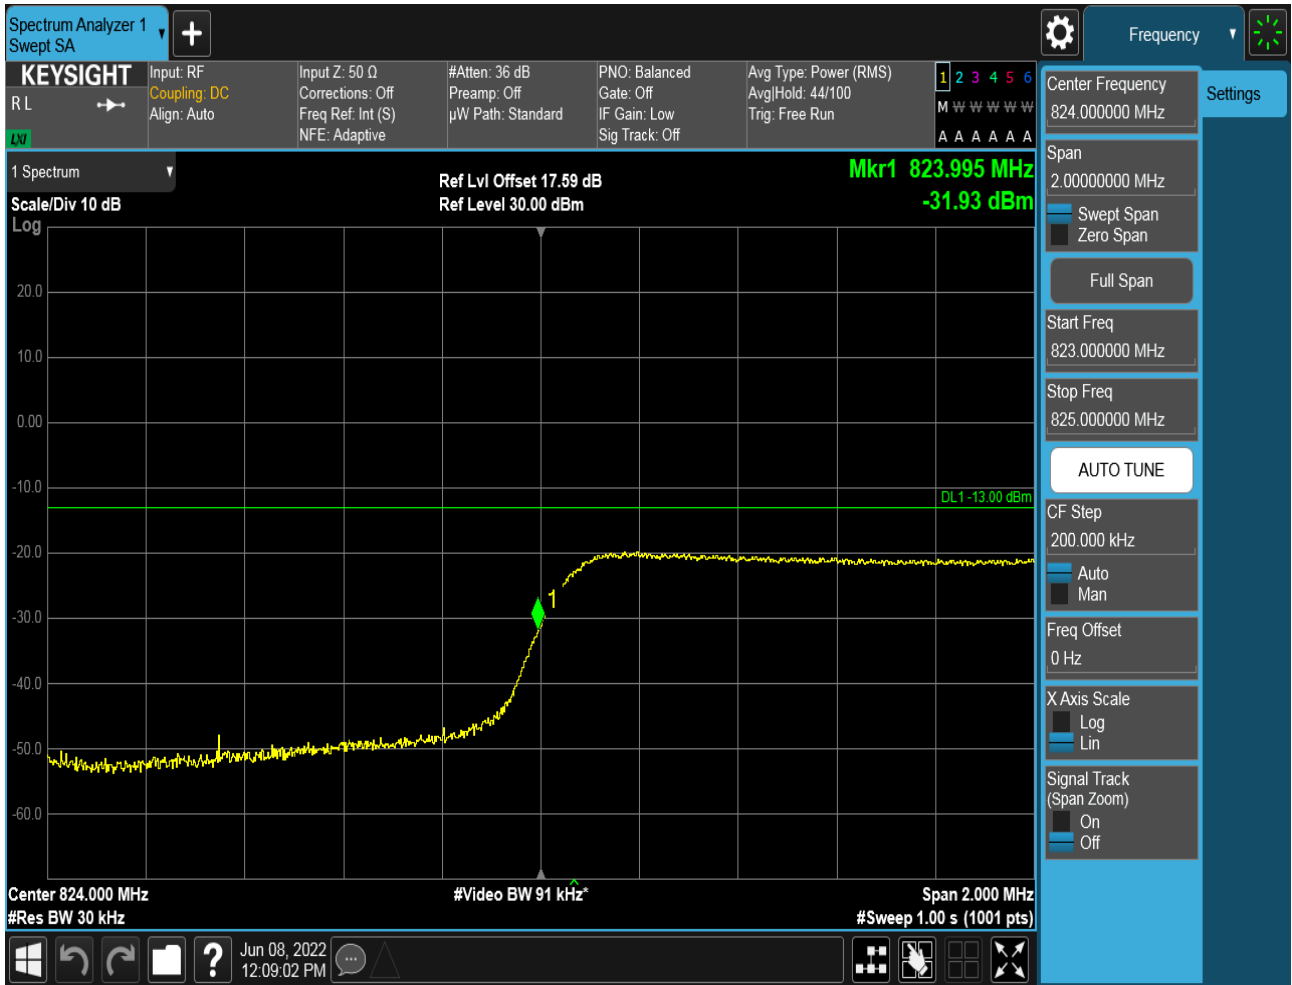 Spectrum Analyzer 1
Swept SA
Frequency
KEYSIGHT
R L
LXI
Input: RF
Coupling: DC
Align: Auto
Input Z: 50 Ω
Corrections: Off
Freq Ref: Int (S)
NFE: Adaptive
#Atten: 36 dB
Preamp: Off
µW Path: Standard
PNO: Balanced
Gate: Off
IF Gain: Low
Sig Track: Off
Avg Type: Power (RMS)
Avg|Hold: 44/100
Trig: Free Run
1 2 3 4 5 6
M W W W W W
A A A A A A
1 Spectrum
Scale/Div 10 dB
Log
Ref Lvl Offset 17.59 dB
Ref Level 30.00 dBm
Mkr1 823.995 MHz
-31.93 dBm
20.0
10.0
0.00
-10.0
DL1 -13.00 dBm
-20.0
1
-30.0
-40.0
-50.0
-60.0
Center 824.000 MHz
#Res BW 30 kHz
#Video BW 91 kHz*
Span 2.000 MHz
#Sweep 1.00 s (1001 pts)
Jun 08, 2022
12:09:02 PM
?
Center Frequency
824.000000 MHz
Settings
Span
2.00000000 MHz
Swept Span
Zero Span
Full Span
Start Freq
823.000000 MHz
Stop Freq
825.000000 MHz
AUTO TUNE
CF Step
200.000 kHz
Auto
Man
Freq Offset
0 Hz
X Axis Scale
Log
Lin
Signal Track
(Span Zoom)
On
Off